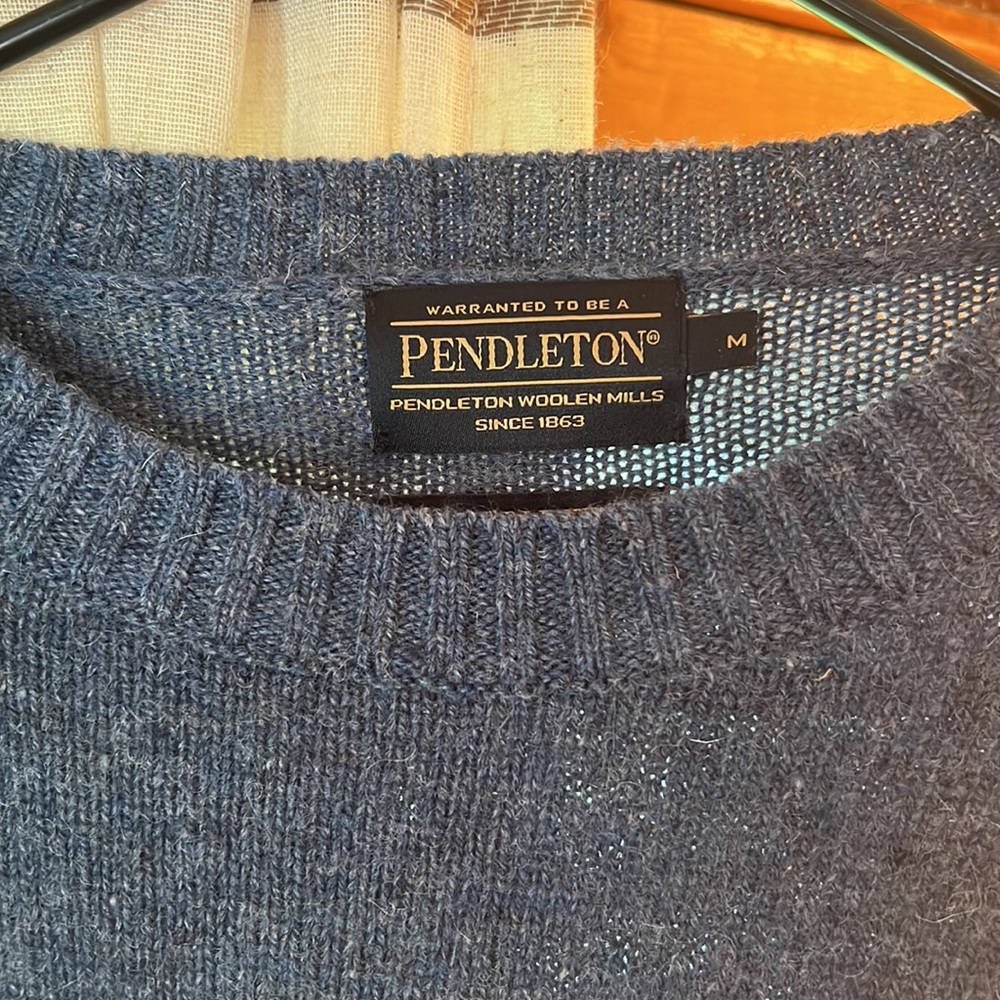 WARRANTED TO BE A
PENDLETON®
PENDLETON WOOLEN MILLS
SINCE 1863
M